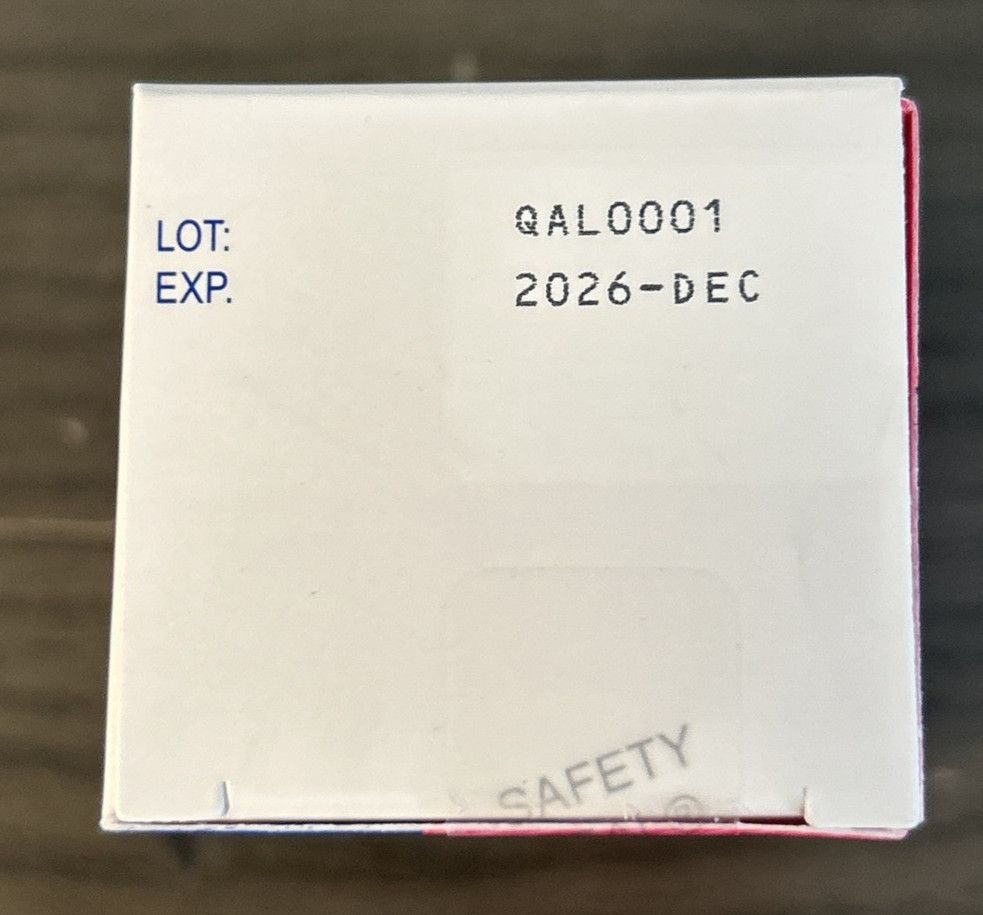 LOT: QAL0001
EXP. 2026-DEC
SAFETY
®